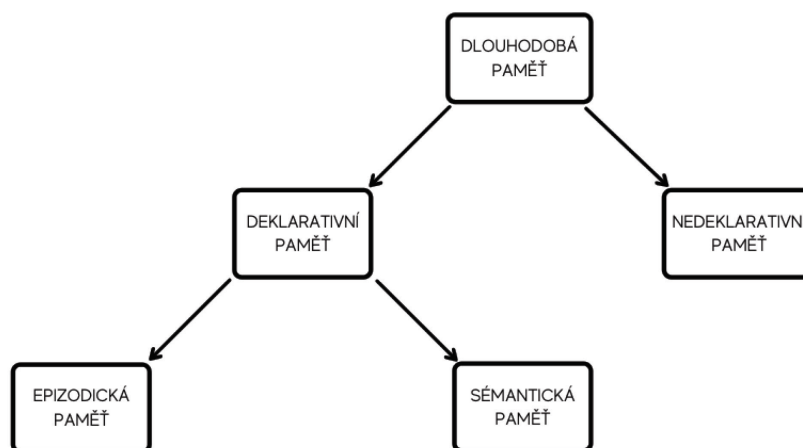 DLOUHODOBÁ
PAMĚŤ
DEKLARATIVNÍ
PAMĚŤ
NEDEKLARATIVN
PAMĚŤ
EPIZODICKÁ
PAMĚŤ
SÉMANTICKÁ
PAMĚŤ